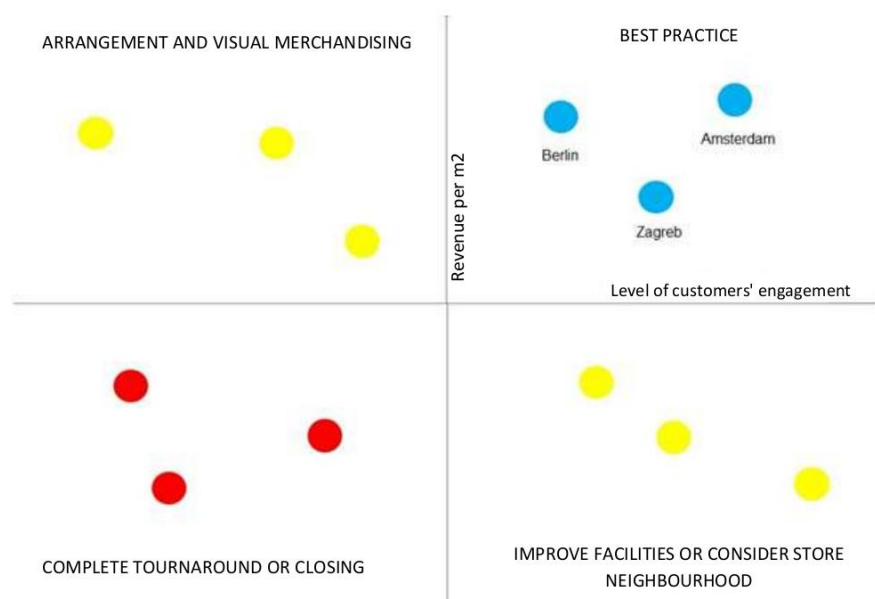 ARRANGEMENT AND VISUAL MERCHANDISING
BEST PRACTICE
Berlin
Amsterdam
Zagreb
Revenue per m2
Level of customers' engagement
COMPLETE TOURNAROUND OR CLOSING
IMPROVE FACILITIES OR CONSIDER STORE
NEIGHBOURHOOD